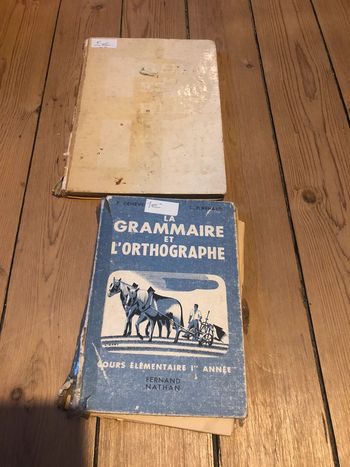 LA
GRAMMAIRE
ET
L'ORTHOGRAPHE
COURS ÉLÉMENTAIRE 1re ANNÉE
FERNAND
NATHAN